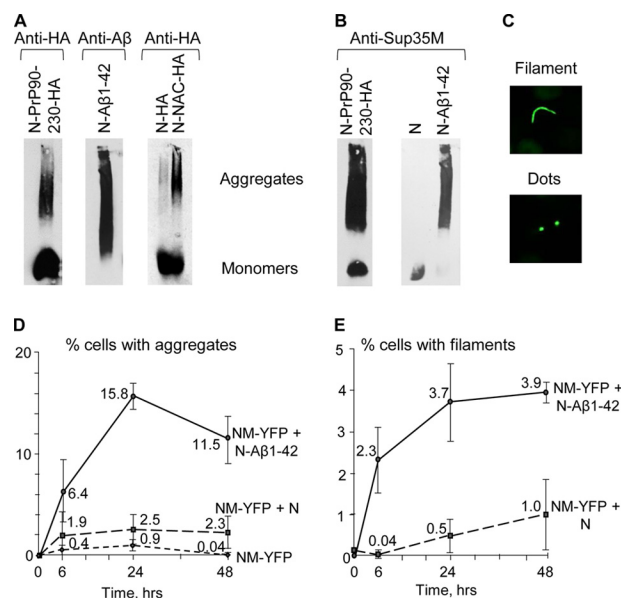 A
Anti-HA Anti-Aβ Anti-HA
N-PrP90-
230-HA
N-Aβ1-42
N-HA
N-NAC-HA
Aggregates
Monomers
B
Anti-Sup35M
N-PrP90-
230-HA
N
N-Aβ1-42
C
Filament
Dots
D
% cells with aggregates
20
10
0
15.8
11.5
6.4
1.9
2.5
2.3
0.4
0.9
0.04
NM-YFP +
N-Aβ1-42
NM-YFP + N
NM-YFP
0 6 24 48
Time, hrs
E
% cells with filaments
5
4
3
2
1
0
2.3
3.7
3.9
0.04
0.5
1.0
NM-YFP +
N-Aβ1-42
NM-YFP +
N
0 6 24 48
Time, hrs